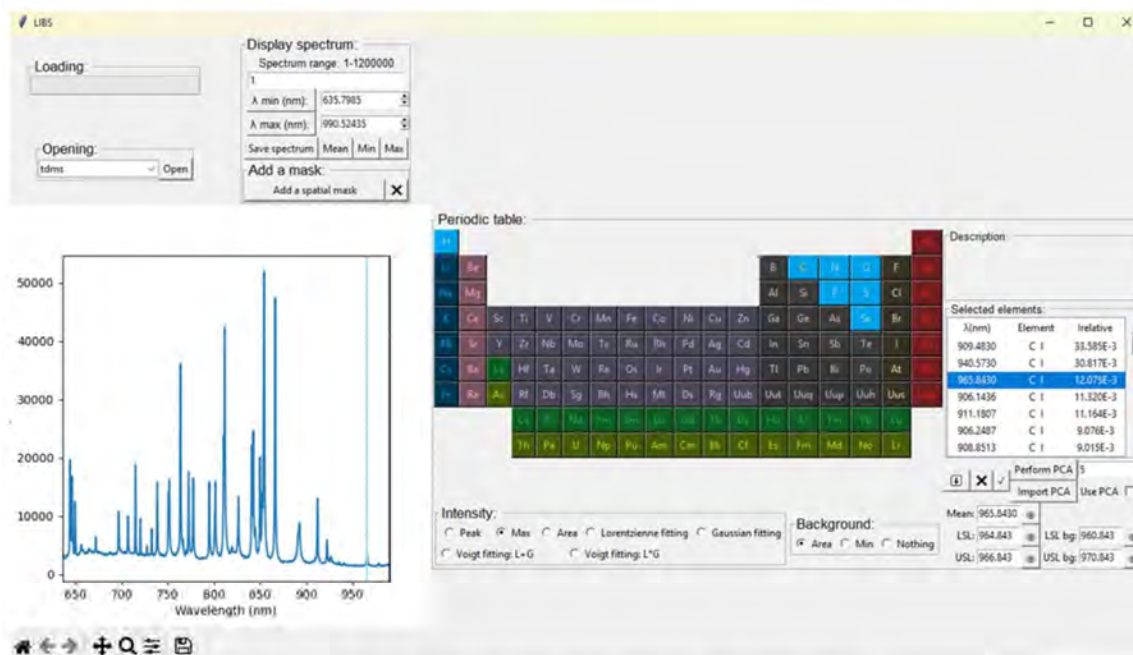 LIBS
Loading:
Opening:
tdms
Open
Display spectrum:
Spectrum range: 1-1200000
1
λ min (nm): 635.7985
λ max (nm): 990.52435
Save spectrum Mean Min Max
Add a mask:
Add a spatial mask
50000
40000
30000
20000
10000
0
650 700 750 800 850 900 950
Wavelength (nm)
Periodic table:
H
Be B C N O F
Mg Al Si P S Cl
K Ca Sc Ti V Cr Mn Fe Co Ni Cu Zn Ga Ge As Se Br
Rb Sr Y Zr Nb Mo Tc Ru Rh Pd Ag Cd In Sn Sb Te I
Cs Ba La Hf Ta W Re Os Ir Pt Au Hg Tl Pb Bi Po At
Fr Ra Ac Rf Db Sg Bh Hs Mt Ds Rg Uub Uut Uuq Uup Uuh Uus
Th Pa U Np Pu Am Cm Bk Cf Es Fm Md No Lr
Description
Selected elements:
λ(nm) Element Irelative
909.4830 C I 33.585E-3
940.5730 C I 30.817E-3
965.8430 C I 12.075E-3
906.1436 C I 11.320E-3
911.1807 C I 11.164E-3
906.2487 C I 9.076E-3
908.8513 C I 9.015E-3
Perform PCA 5
Import PCA Use PCA
Mean: 965.8430
LSL: 964.843 LSL bg: 960.843
USL: 966.843 USL bg: 970.843
Intensity:
Peak Max Area Lorentzienne fitting Gaussian fitting
Voigt fitting: L+G Voigt fitting: L*G
Background:
Area Min Nothing